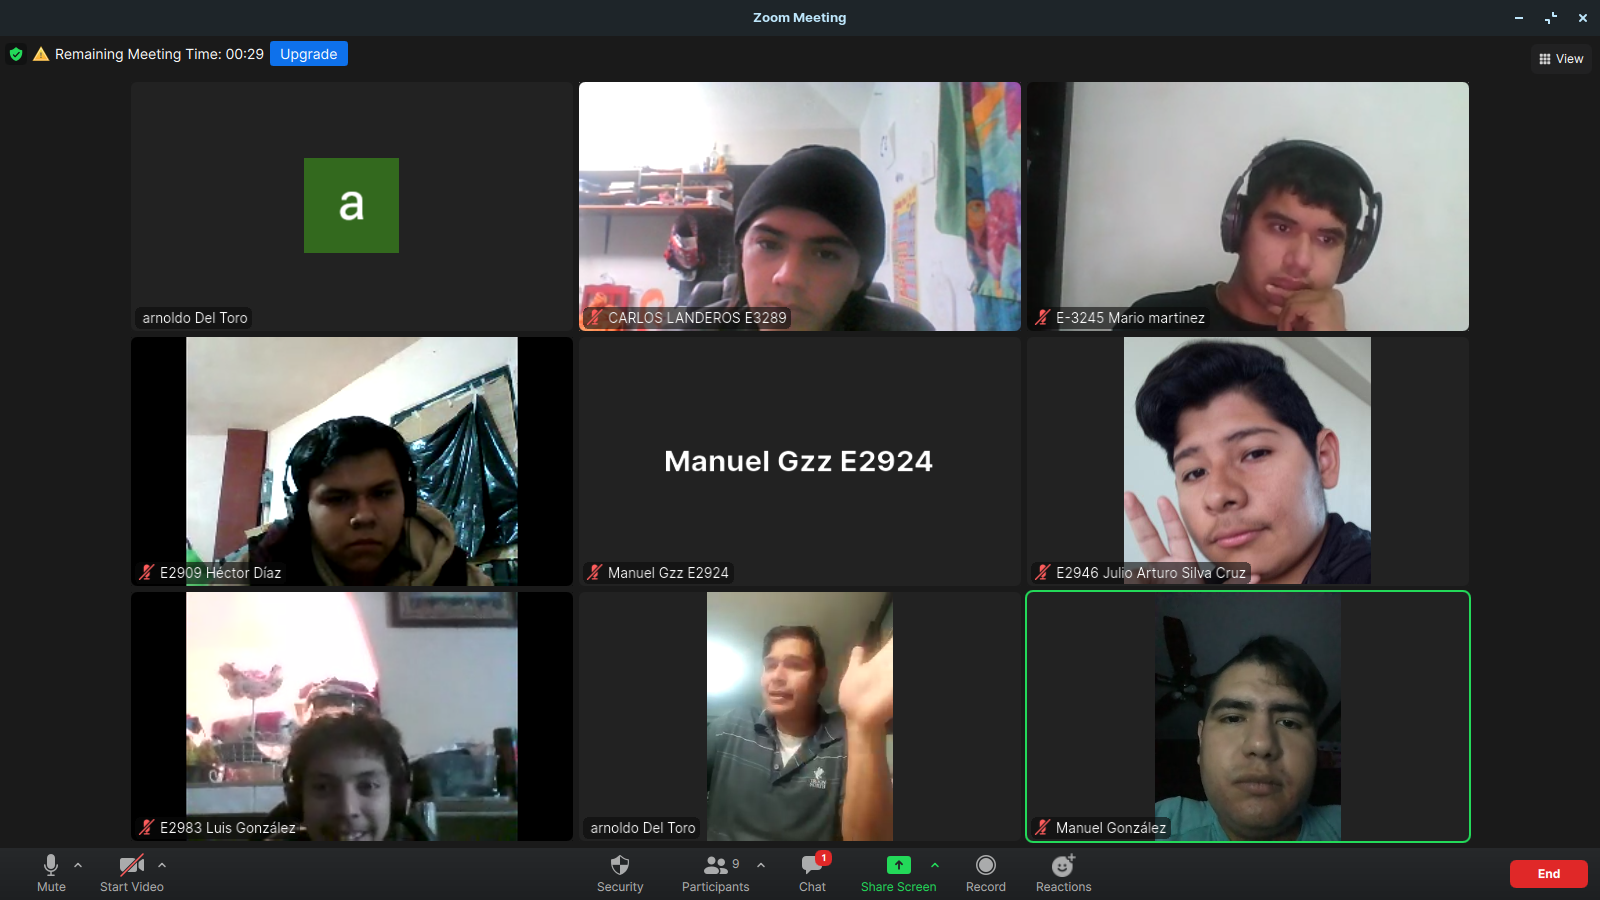 Zoom Meeting
Remaining Meeting Time: 00:29 Upgrade
View
a
arnoldo Del Toro
CARLOS LANDEROS E3289
E-3245 Mario martinez
E2909 Héctor Díaz
Manuel Gzz E2924
Manuel Gzz E2924
E2946 Julio Arturo Silva Cruz
E2983 Luis González
arnoldo Del Toro
Manuel González
Mute
Start Video
Security
Participants 9
Chat 1
Share Screen
Record
Reactions
End